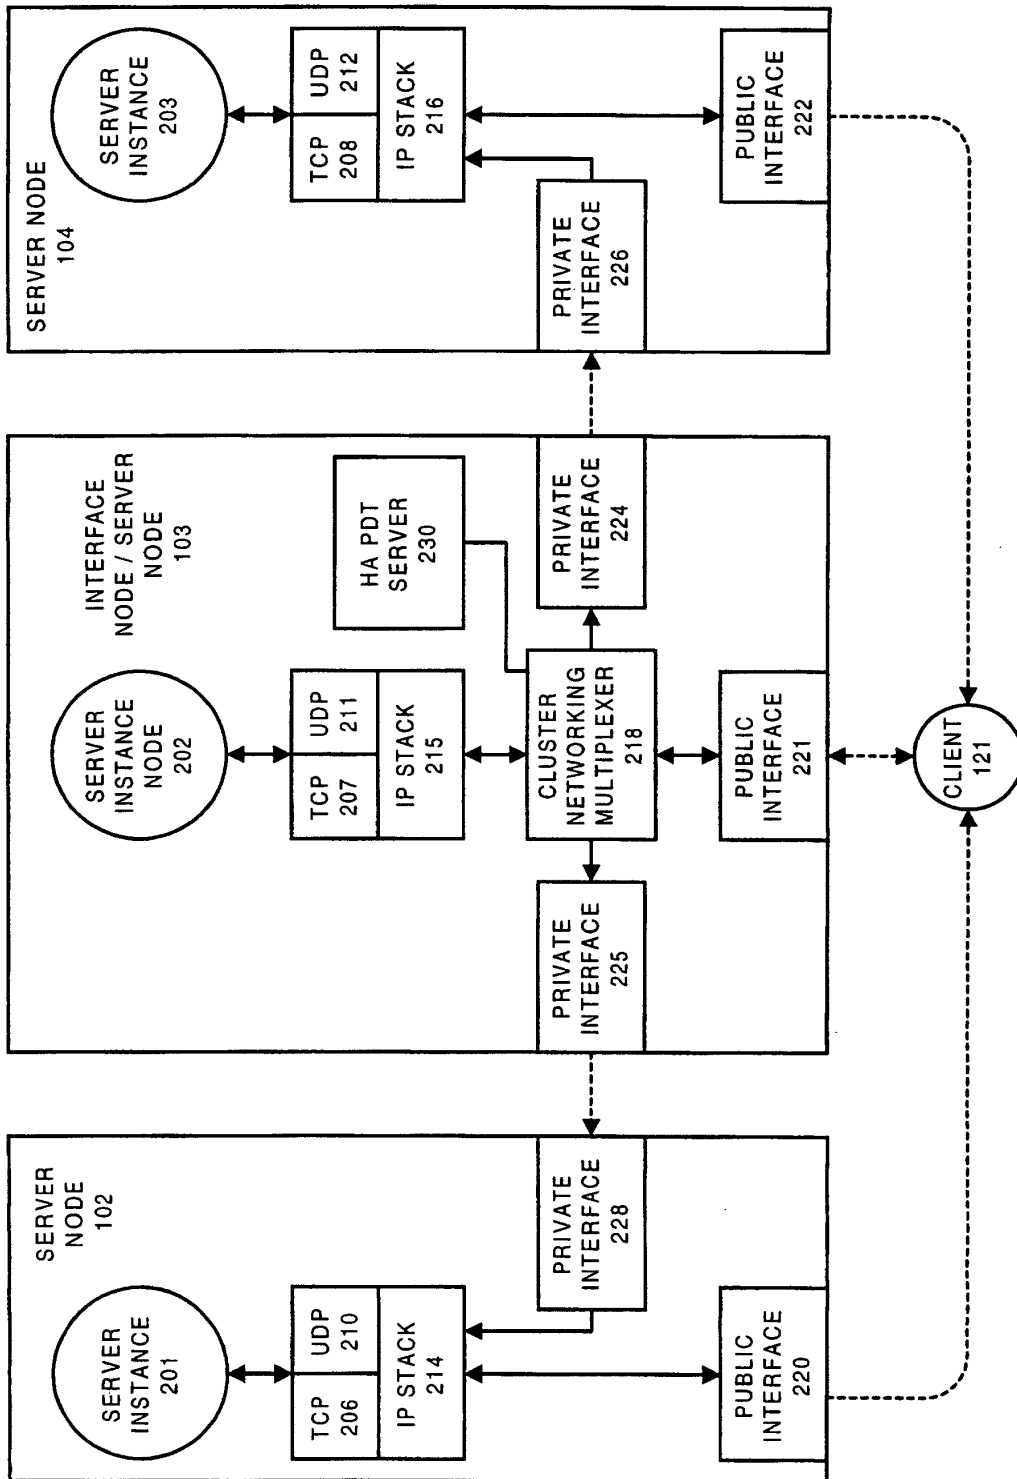 SERVER
NODE
102
SERVER
INSTANCE
201
TCP
206
UDP
210
IP STACK
214
PRIVATE
INTERFACE
228
PUBLIC
INTERFACE
220
INTERFACE
NODE / SERVER
NODE
103
SERVER
INSTANCE
NODE
202
TCP
207
UDP
211
IP STACK
215
HA PDT
SERVER
230
PRIVATE
INTERFACE
225
CLUSTER
NETWORKING
MULTIPLEXER
218
PRIVATE
INTERFACE
224
PUBLIC
INTERFACE
221
SERVER NODE
104
SERVER
INSTANCE
203
TCP
208
UDP
212
IP STACK
216
PRIVATE
INTERFACE
226
PUBLIC
INTERFACE
222
CLIENT
121